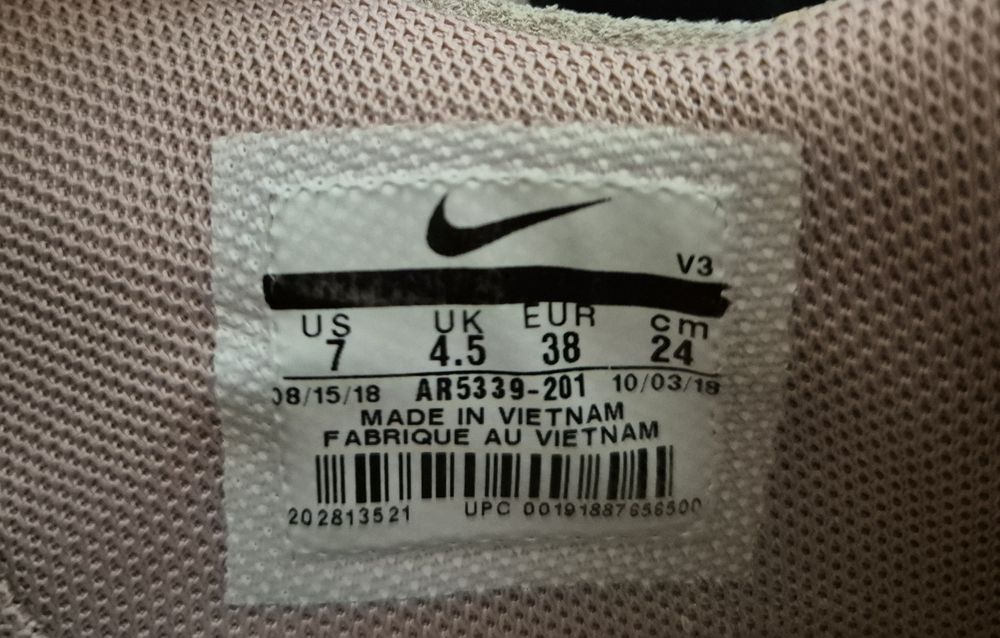 V3
US UK EUR cm
7 4.5 38 24
08/15/18 AR5339-201 10/03/18
MADE IN VIETNAM
FABRIQUE AU VIETNAM
202813521 UPC 00191887656500